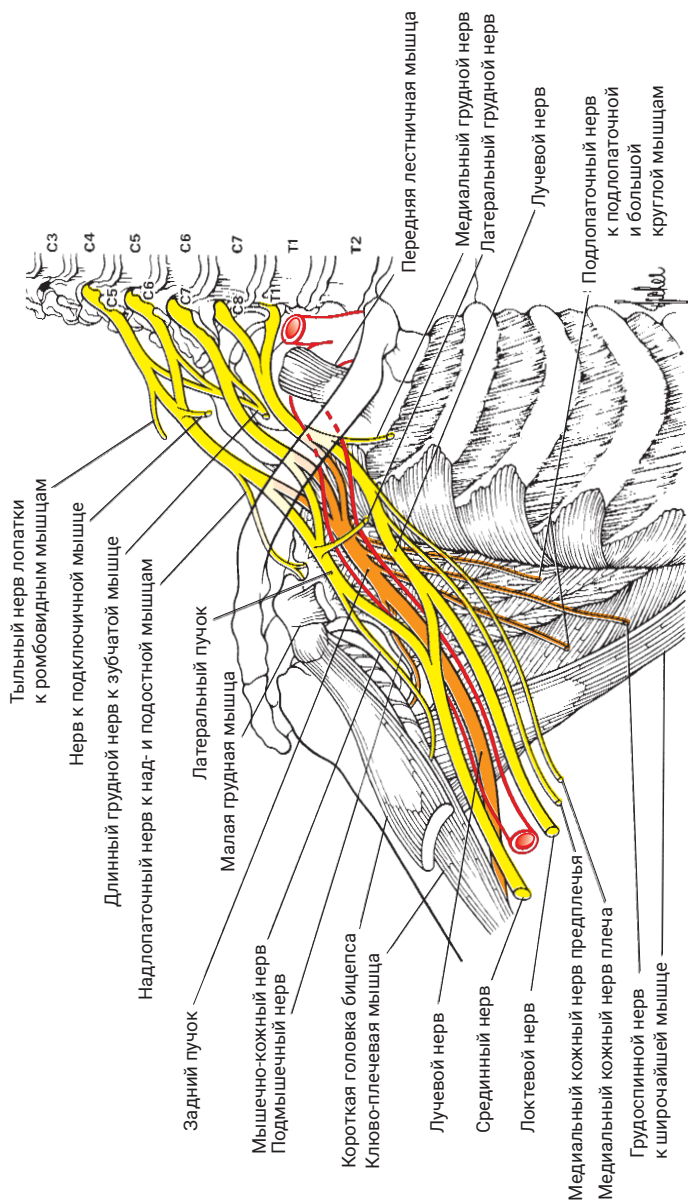 Тыльный нерв лопатки
к ромбовидным мышцам
Нерв к подключичной мышце
Длинный грудной нерв к зубчатой мышце
Надлопаточный нерв к над- и подостной мышцам
Латеральный пучок
Малая грудная мышца
Задний пучок
Мышечно-кожный нерв
Подмышечный нерв
Короткая головка бицепса
Клюво-плечевая мышца
Лучевой нерв
Срединный нерв
Локтевой нерв
Медиальный кожный нерв предплечья
Медиальный кожный нерв плеча
Грудоспинной нерв
к широчайшей мышце
C3
C4
C5
C6
C7
T1
T2
C5
C6
C7
C8
T1
Передняя лестничная мышца
Медиальный грудной нерв
Латеральный грудной нерв
Лучевой нерв
Подлопаточный нерв
к подлопаточной
и большой
круглой мышцам